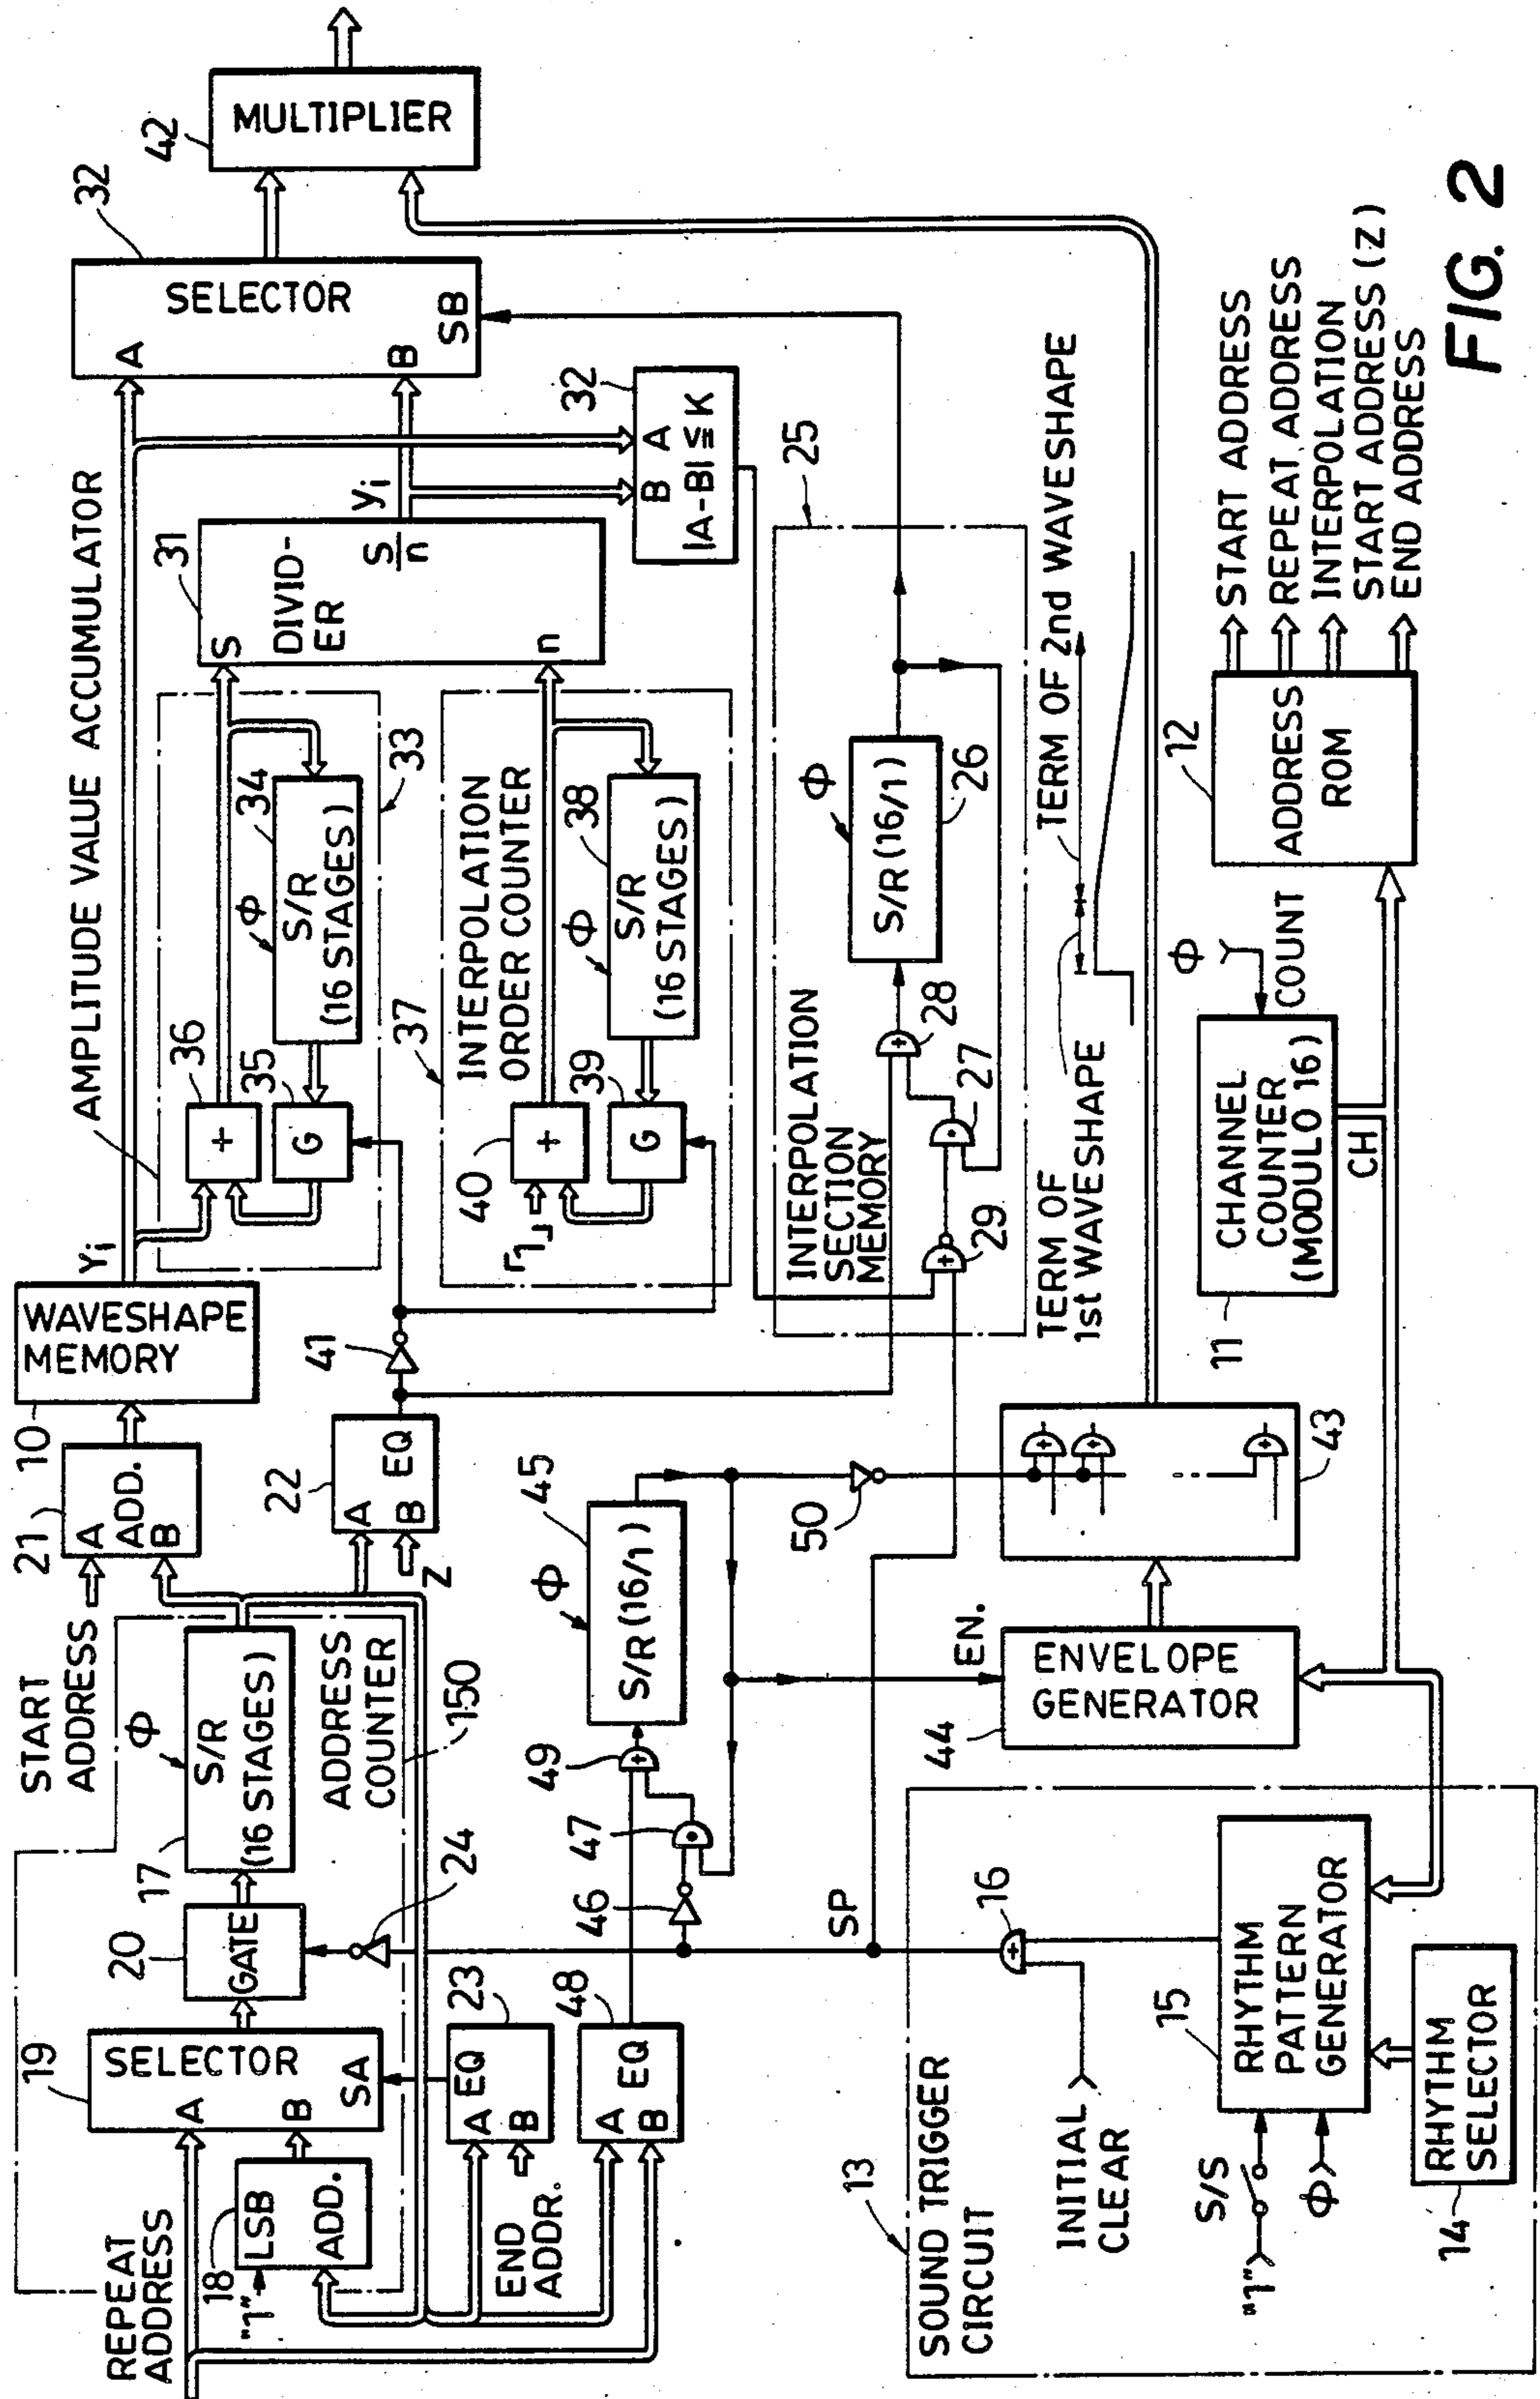 REPEAT
ADDRESS
18
"1"
LSB
ADD.
19
SELECTOR
A
B
SA
20
GATE
17
Φ
S/R
(16 STAGES)
START
ADDRESS
ADDRESS
COUNTER
150
24
21
A
ADD.
B
10
WAVESHAPE
MEMORY
Yi
AMPLITUDE VALUE ACCUMULATOR
36
+
35
G
34
Φ
S/R
(16 STAGES)
33
37
INTERPOLATION
ORDER COUNTER
40
+
「1」
39
G
38
Φ
S/R
(16 STAGES)
31
S
DIVID-
ER
S/n
n
yi
32
SELECTOR
A
B
SB
42
MULTIPLIER
32
B A
|A-B| ≦ K
END
ADDR.
23
A EQ
B
48
A EQ
B
22
A
B EQ
Z
41
46
47
49
45
Φ
S/R (16/1)
50
SP
25
INTERPOLATION
SECTION
MEMORY
29
27
28
26
Φ
S/R (16/1)
TERM OF
1st WAVESHAPE
TERM OF 2nd WAVESHAPE
13
SOUND TRIGGER
CIRCUIT
INITIAL
CLEAR
16
15
RHYTHM
PATTERN
GENERATOR
S/S
"1"
Φ
14
RHYTHM
SELECTOR
44
EN.
ENVELOPE
GENERATOR
43
11
CHANNEL
COUNTER
(MODULO 16)
CH
Φ
COUNT
12
ADDRESS
ROM
START ADDRESS
REPEAT ADDRESS
INTERPOLATION
START ADDRESS (Z)
END ADDRESS
FIG. 2